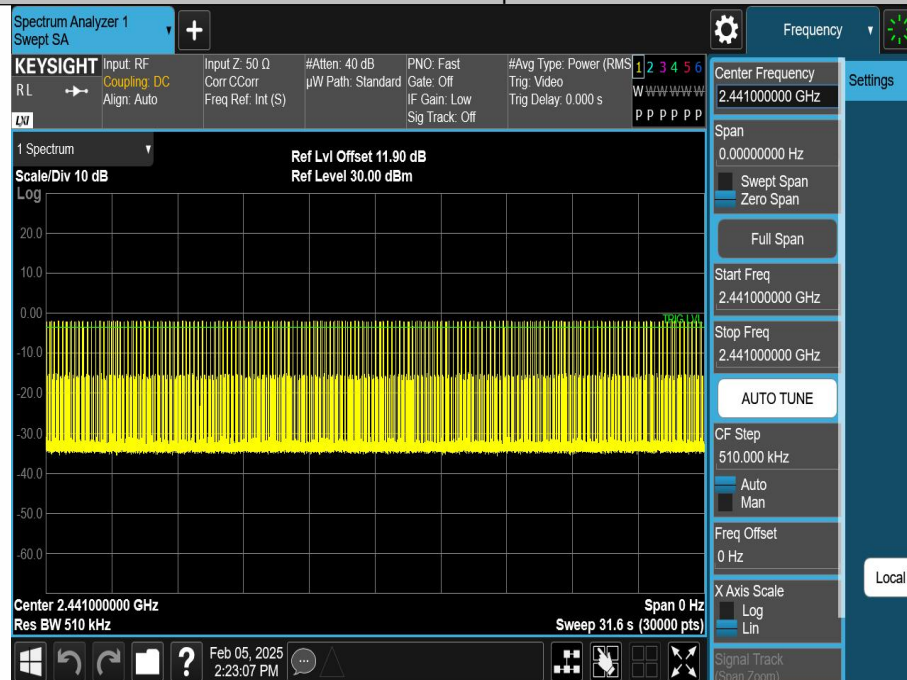 Spectrum Analyzer 1
Swept SA
+
Frequency
KEYSIGHT
RL
LXI
Input: RF
Coupling: DC
Align: Auto
Input Z: 50 Ω
Corr CCorr
Freq Ref: Int (S)
#Atten: 40 dB
µW Path: Standard
PNO: Fast
Gate: Off
IF Gain: Low
Sig Track: Off
#Avg Type: Power (RMS
Trig: Video
Trig Delay: 0.000 s
1 2 3 4 5 6
W W W W W W
P P P P P P
1 Spectrum
Scale/Div 10 dB
Ref Lvl Offset 11.90 dB
Ref Level 30.00 dBm
Log
20.0
10.0
0.00
-10.0
-20.0
-30.0
-40.0
-50.0
-60.0
TRIG LVL
Center 2.441000000 GHz
Res BW 510 kHz
Span 0 Hz
Sweep 31.6 s (30000 pts)
Center Frequency
2.441000000 GHz
Settings
Span
0.00000000 Hz
Swept Span
Zero Span
Full Span
Start Freq
2.441000000 GHz
Stop Freq
2.441000000 GHz
AUTO TUNE
CF Step
510.000 kHz
Auto
Man
Freq Offset
0 Hz
Local
X Axis Scale
Log
Lin
Signal Track
(Span Zoom)
?
Feb 05, 2025
2:23:07 PM